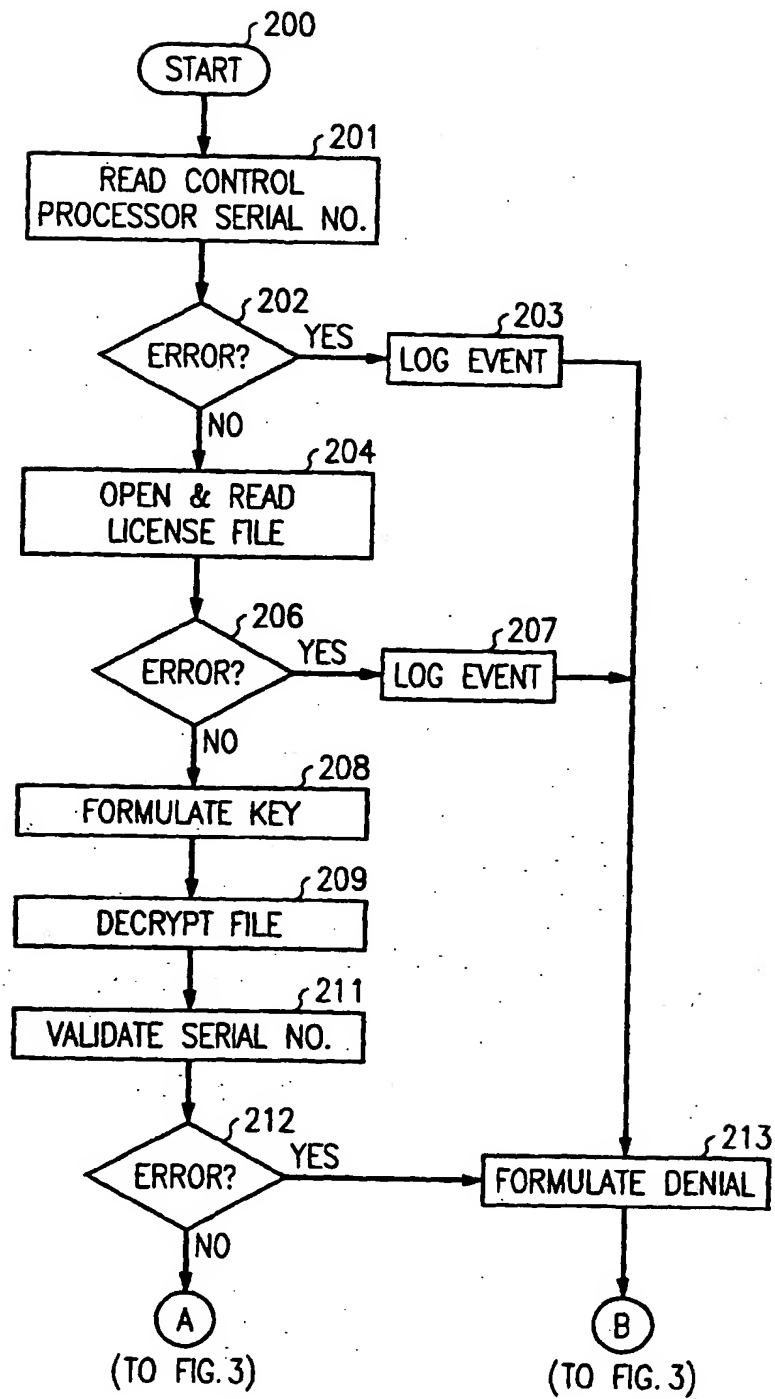 200
START
201
READ CONTROL
PROCESSOR SERIAL NO.
202
ERROR?
YES
203
LOG EVENT
NO
204
OPEN & READ
LICENSE FILE
206
ERROR?
YES
207
LOG EVENT
NO
208
FORMULATE KEY
209
DECRYPT FILE
211
VALIDATE SERIAL NO.
212
ERROR?
YES
213
FORMULATE DENIAL
NO
A
(TO FIG. 3)
B
(TO FIG. 3)